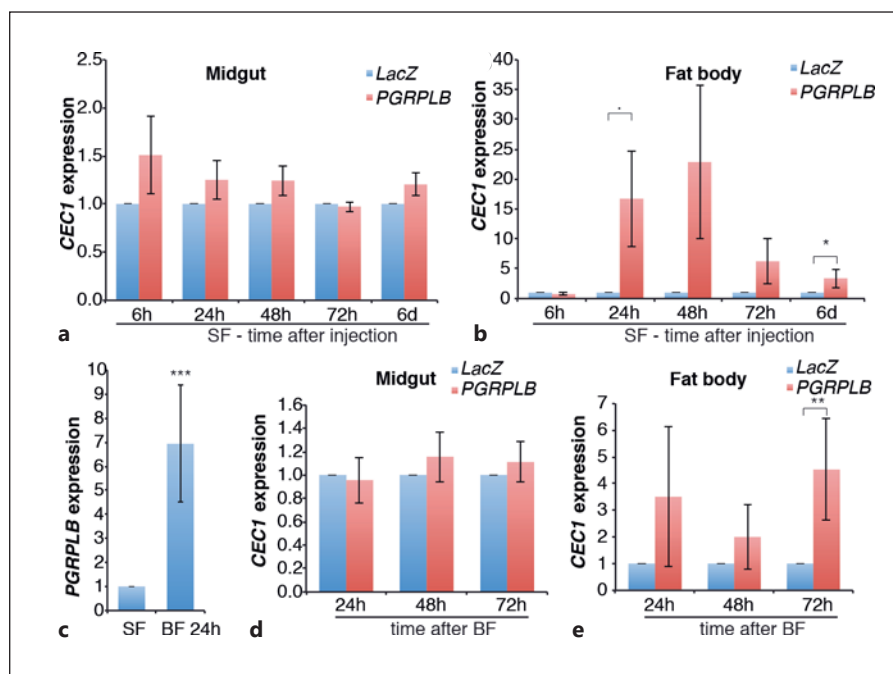 Midgut
LacZ
PGRPLB
CEC1 expression
2.5
2.0
1.5
1.0
0.5
0.0
6h 24h 48h 72h 6d
SF - time after injection
a
Fat body
LacZ
PGRPLB
CEC1 expression
40
35
30
25
20
15
10
5
0
*
6h 24h 48h 72h 6d
SF - time after injection
b
PGRPLB expression
10
9
8
7
6
5
4
3
2
1
0
***
SF BF 24h
c
Midgut
LacZ
PGRPLB
CEC1 expression
1.6
1.4
1.2
1.0
0.8
0.6
0.4
0.2
0.0
24h 48h 72h
time after BF
d
Fat body
LacZ
PGRPLB
CEC1 expression
7
6
5
4
3
2
1
0
**
24h 48h 72h
time after BF
e